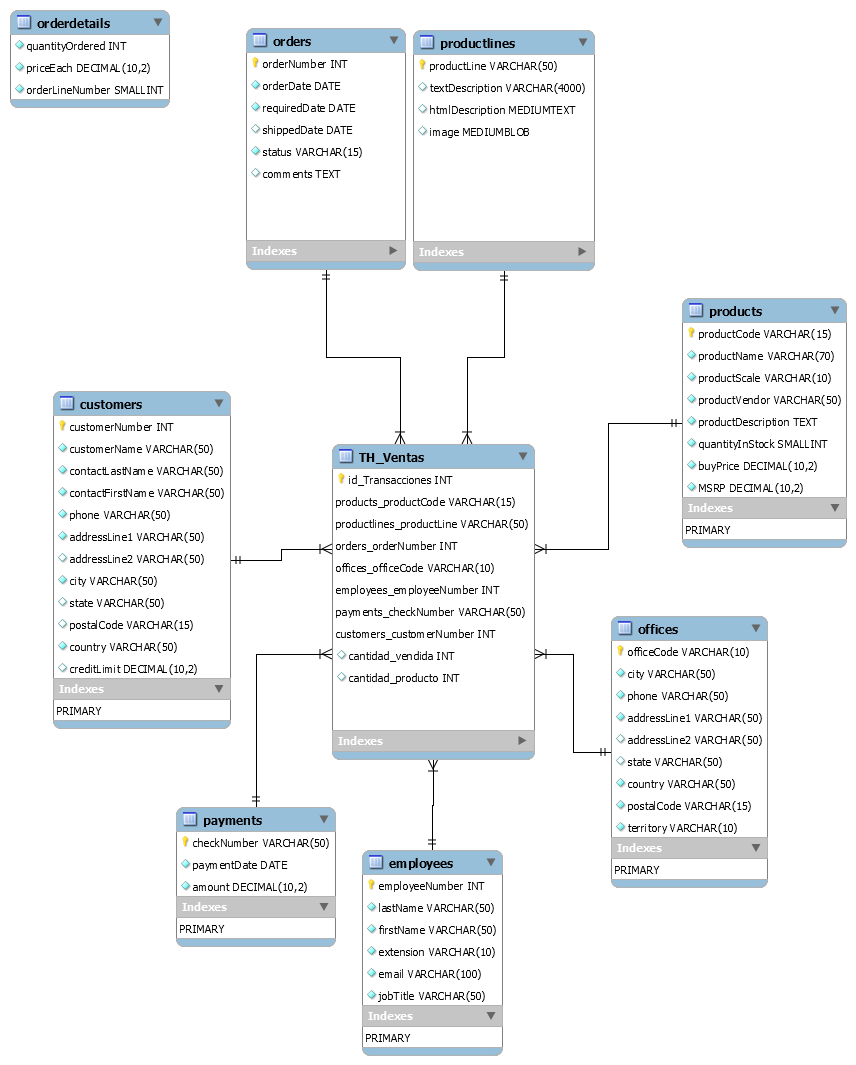 orderdetails
quantityOrdered INT
priceEach DECIMAL(10,2)
orderLineNumber SMALLINT
orders
orderNumber INT
orderDate DATE
requiredDate DATE
shippedDate DATE
status VARCHAR(15)
comments TEXT
Indexes
productlines
productLine VARCHAR(50)
textDescription VARCHAR(4000)
htmlDescription MEDIUMTEXT
image MEDIUMBLOB
Indexes
products
productCode VARCHAR(15)
productName VARCHAR(70)
productScale VARCHAR(10)
productVendor VARCHAR(50)
productDescription TEXT
quantityInStock SMALLINT
buyPrice DECIMAL(10,2)
MSRP DECIMAL(10,2)
Indexes
PRIMARY
customers
customerNumber INT
customerName VARCHAR(50)
contactLastName VARCHAR(50)
contactFirstName VARCHAR(50)
phone VARCHAR(50)
addressLine1 VARCHAR(50)
addressLine2 VARCHAR(50)
city VARCHAR(50)
state VARCHAR(50)
postalCode VARCHAR(15)
country VARCHAR(50)
creditLimit DECIMAL(10,2)
Indexes
PRIMARY
TH_Ventas
id_Transacciones INT
products_productCode VARCHAR(15)
productlines_productLine VARCHAR(50)
orders_orderNumber INT
offices_officeCode VARCHAR(10)
employees_employeeNumber INT
payments_checkNumber VARCHAR(50)
customers_customerNumber INT
cantidad_vendida INT
cantidad_producto INT
Indexes
offices
officeCode VARCHAR(10)
city VARCHAR(50)
phone VARCHAR(50)
addressLine1 VARCHAR(50)
addressLine2 VARCHAR(50)
state VARCHAR(50)
country VARCHAR(50)
postalCode VARCHAR(15)
territory VARCHAR(10)
Indexes
PRIMARY
payments
checkNumber VARCHAR(50)
paymentDate DATE
amount DECIMAL(10,2)
Indexes
PRIMARY
employees
employeeNumber INT
lastName VARCHAR(50)
firstName VARCHAR(50)
extension VARCHAR(10)
email VARCHAR(100)
jobTitle VARCHAR(50)
Indexes
PRIMARY